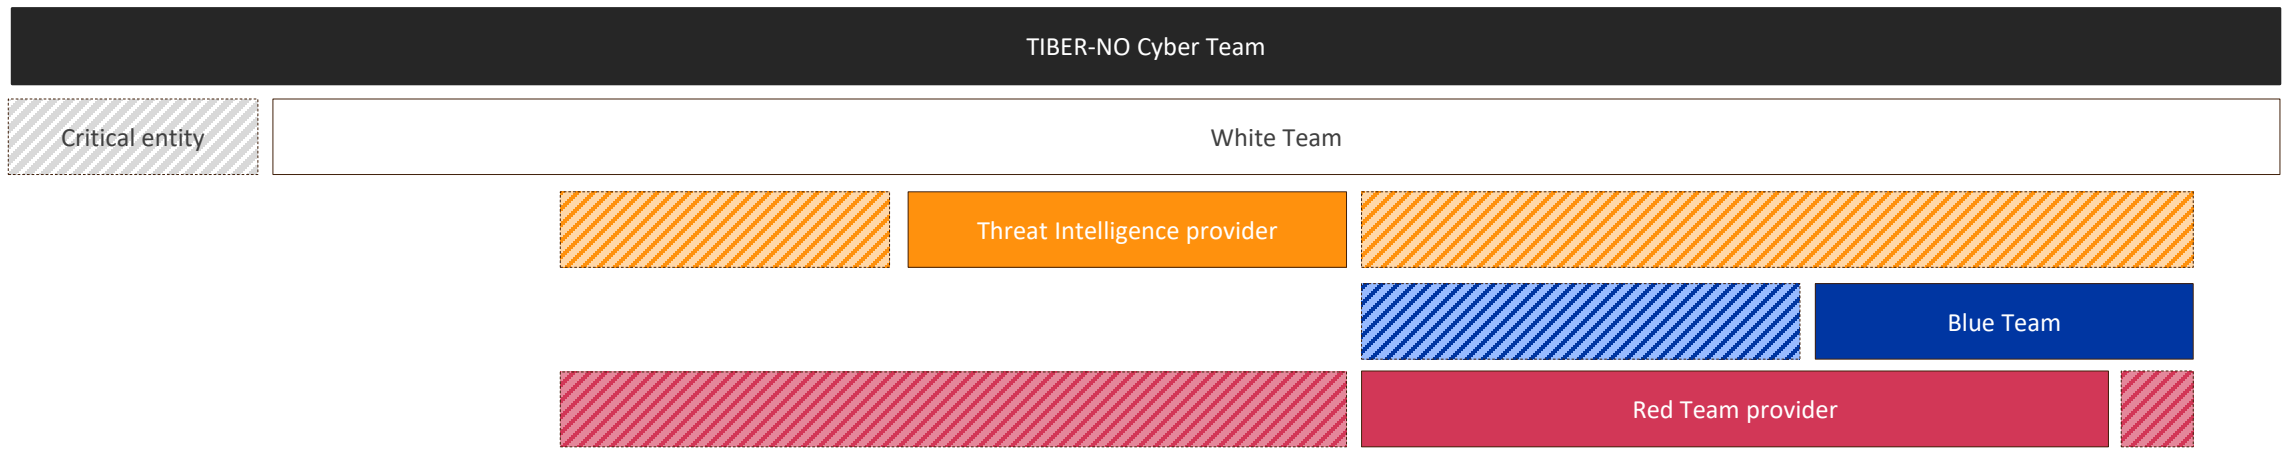 TIBER-NO Cyber Team
Critical entity
White Team
Threat Intelligence provider
Blue Team
Red Team provider